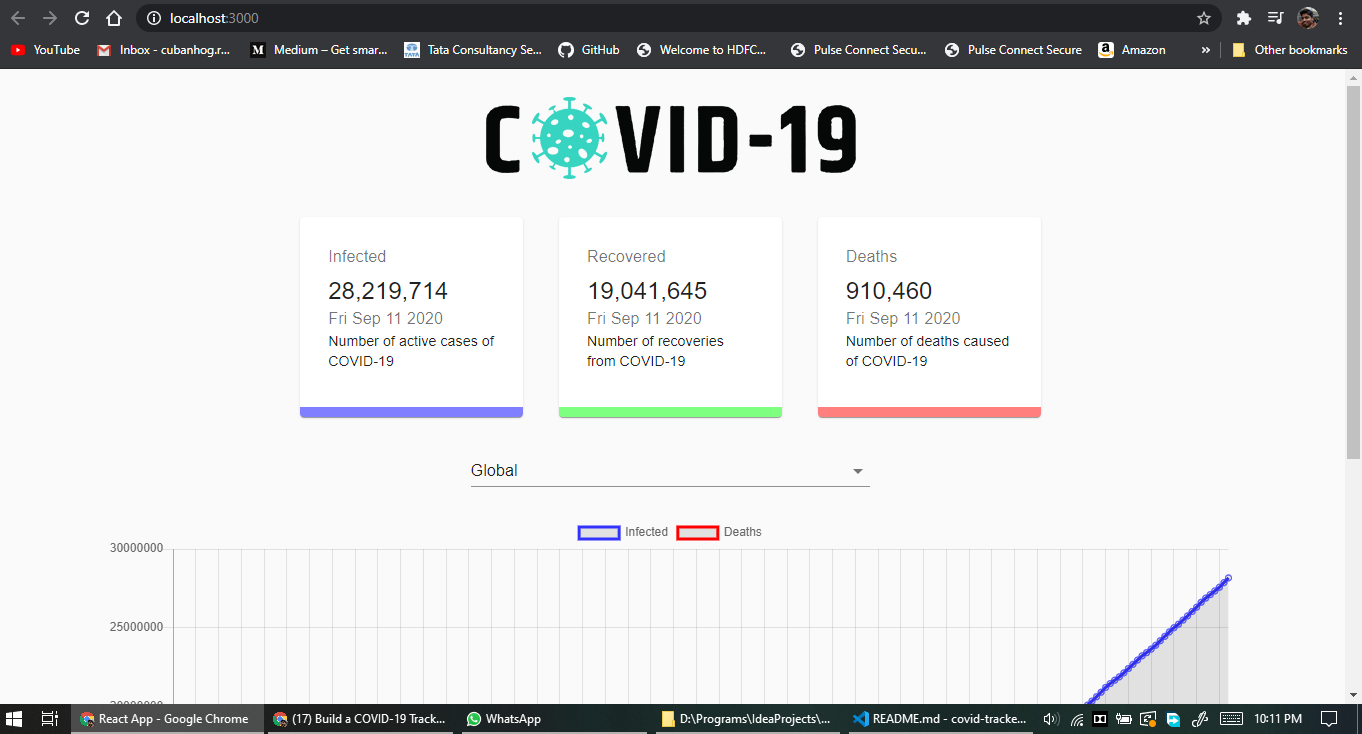 localhost:3000
YouTube
Inbox - cubanhog.r...
M
Medium – Get smar...
TATA
Tata Consultancy Se...
GitHub
Welcome to HDFC...
Pulse Connect Secu...
Pulse Connect Secure
a
Amazon
»
Other bookmarks
COVID-19
Infected
28,219,714
Fri Sep 11 2020
Number of active cases of
COVID-19
Recovered
19,041,645
Fri Sep 11 2020
Number of recoveries
from COVID-19
Deaths
910,460
Fri Sep 11 2020
Number of deaths caused
of COVID-19
Global
Infected
Deaths
30000000
25000000
20000000
React App - Google Chrome
(17) Build a COVID-19 Track...
WhatsApp
D:\Programs\IdeaProjects\...
README.md - covid-tracke...
10:11 PM